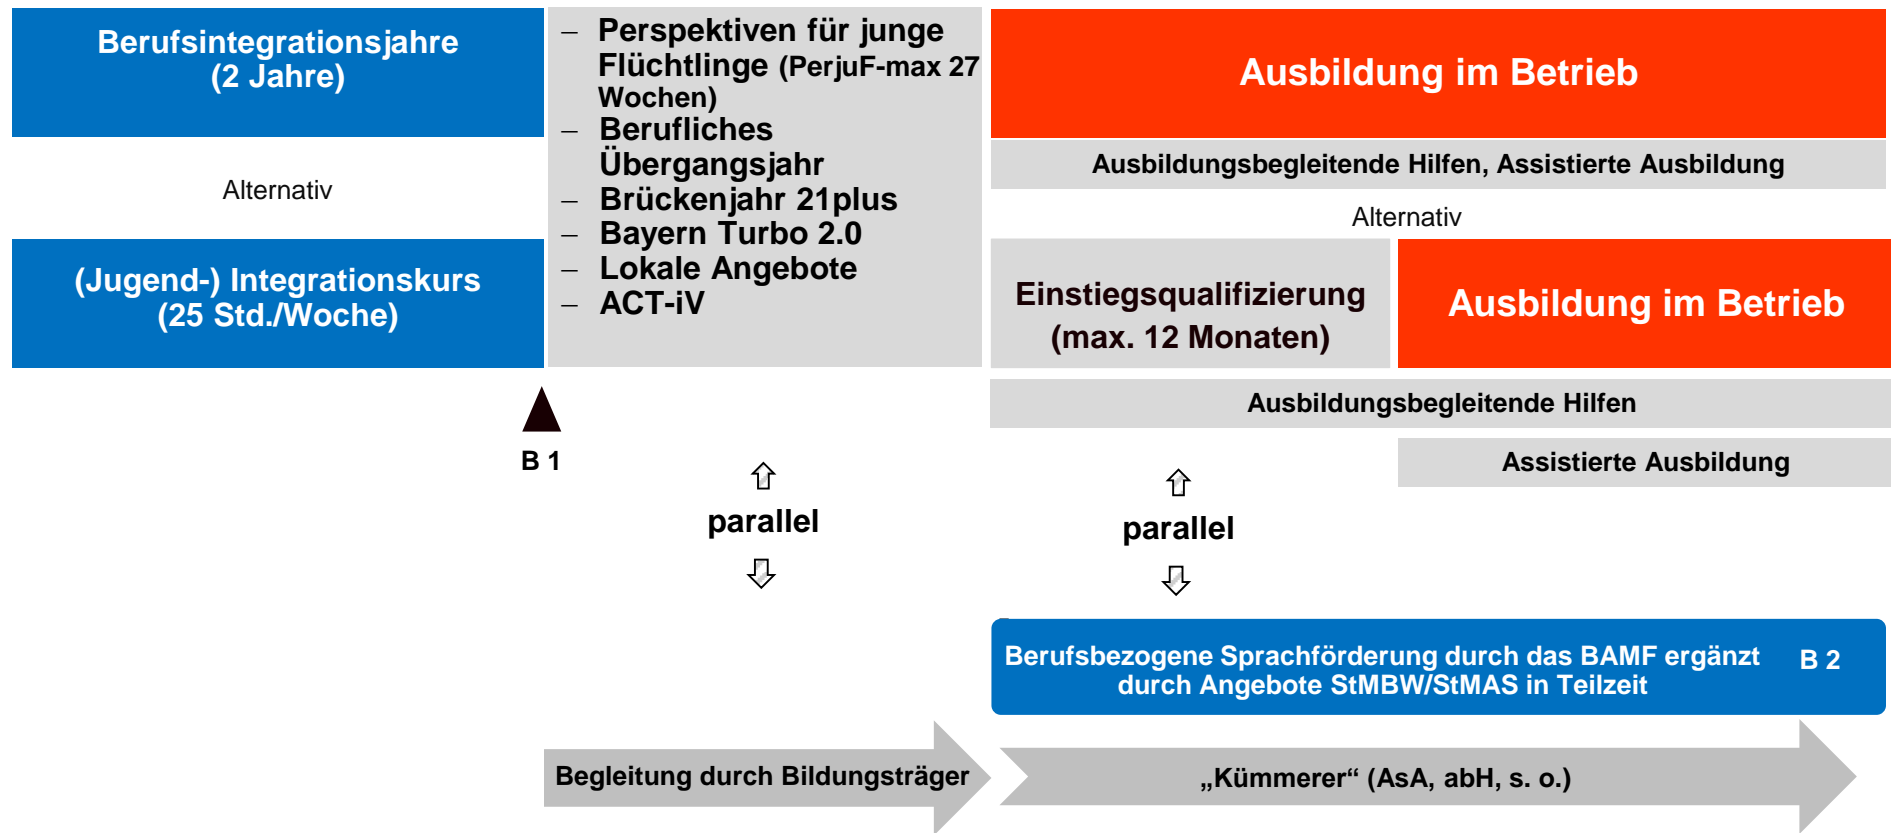 Berufsintegrationsjahre
(2 Jahre)
Alternativ
(Jugend-) Integrationskurs
(25 Std./Woche)
B 1
– Perspektiven für junge
Flüchtlinge (PerjuF-max 27
Wochen)
– Berufliches
Übergangsjahr
– Brückenjahr 21plus
– Bayern Turbo 2.0
– Lokale Angebote
– ACT-iV
parallel
Ausbildung im Betrieb
Ausbildungsbegleitende Hilfen, Assistierte Ausbildung
Alternativ
Einstiegsqualifizierung
(max. 12 Monaten)
Ausbildung im Betrieb
Ausbildungsbegleitende Hilfen
Assistierte Ausbildung
parallel
Berufsbezogene Sprachförderung durch das BAMF ergänzt B 2
durch Angebote StMBW/StMAS in Teilzeit
Begleitung durch Bildungsträger
„Kümmerer“ (AsA, abH, s. o.)